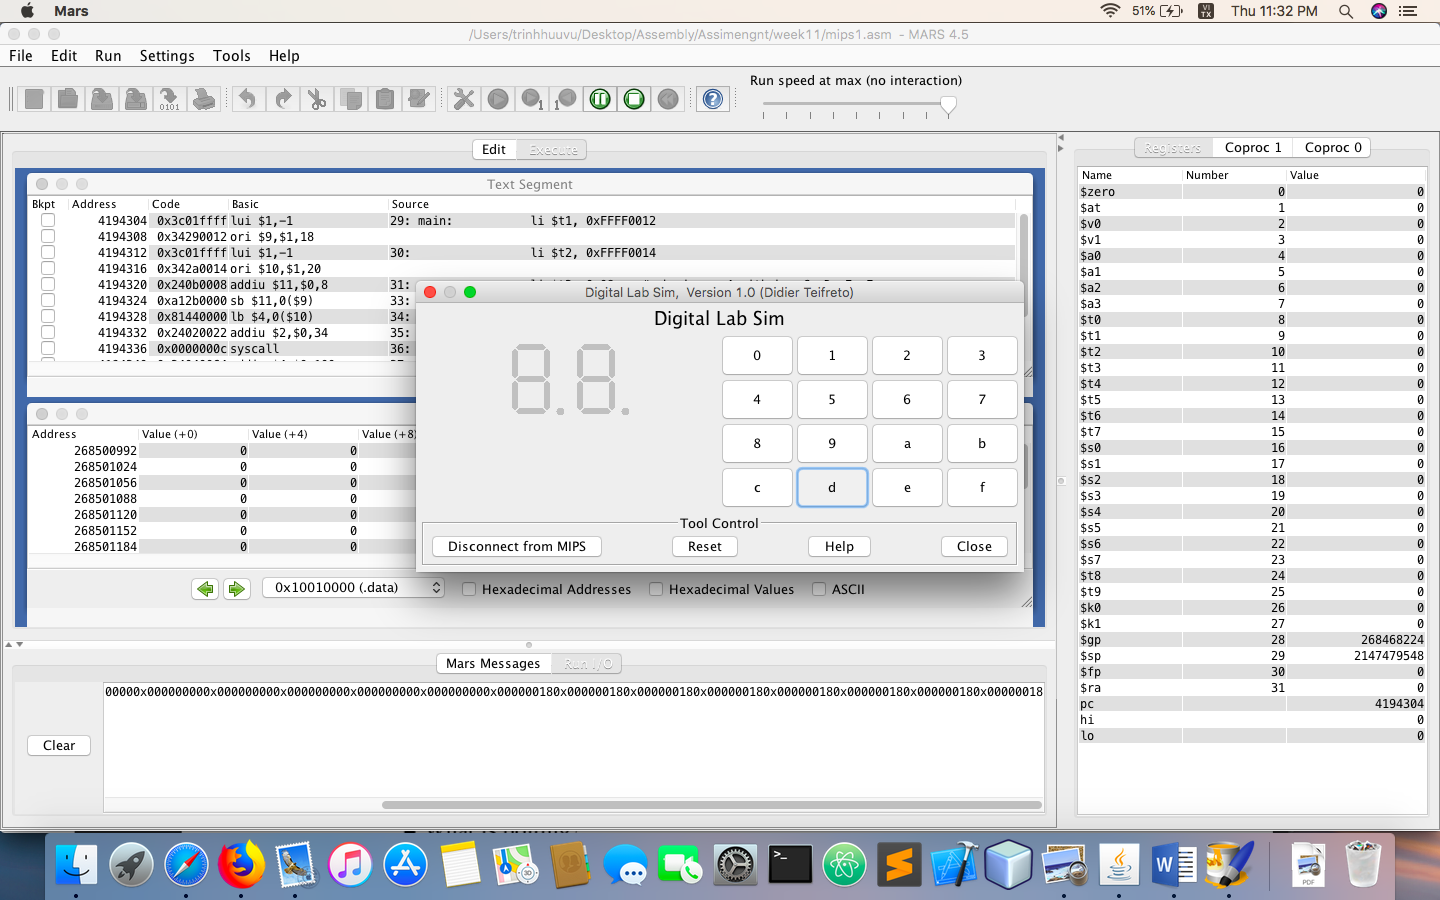 Mars 51% VI TX Thu 11:32 PM
/Users/trinhhuuvu/Desktop/Assembly/Assimengnt/week11/mips1.asm - MARS 4.5
File Edit Run Settings Tools Help
Run speed at max (no interaction)
Edit Execute
Registers Coproc 1 Coproc 0
Text Segment
Bkpt Address Code Basic Source
4194304 0x3c01ffff lui $1,-1 29: main: li $t1, 0xFFFF0012
4194308 0x34290012 ori $9,$1,18
4194312 0x3c01ffff lui $1,-1 30: li $t2, 0xFFFF0014
4194316 0x342a0014 ori $10,$1,20
4194320 0x240b0008 addiu $11,$0,8 31:
4194324 0xa12b0000 sb $11,0($9) 33:
4194328 0x81440000 lb $4,0($10) 34:
4194332 0x24020022 addiu $2,$0,34 35:
4194336 0x0000000c syscall 36:
Digital Lab Sim, Version 1.0 (Didier Teifreto)
Digital Lab Sim
8.8.
0 1 2 3
4 5 6 7
8 9 a b
c d e f
Tool Control
Disconnect from MIPS Reset Help Close
Address Value (+0) Value (+4) Value (+8)
268500992 0 0
268501024 0 0
268501056 0 0
268501088 0 0
268501120 0 0
268501152 0 0
268501184 0 0
0x10010000 (.data) Hexadecimal Addresses Hexadecimal Values ASCII
Mars Messages Run I/O
00000x000000000x000000000x000000000x000000000x000000000x000000180x000000180x000000180x000000180x00000018
Clear
Name Number Value
$zero 0 0
$at 1 0
$v0 2 0
$v1 3 0
$a0 4 0
$a1 5 0
$a2 6 0
$a3 7 0
$t0 8 0
$t1 9 0
$t2 10 0
$t3 11 0
$t4 12 0
$t5 13 0
$t6 14 0
$t7 15 0
$s0 16 0
$s1 17 0
$s2 18 0
$s3 19 0
$s4 20 0
$s5 21 0
$s6 22 0
$s7 23 0
$t8 24 0
$t9 25 0
$k0 26 0
$k1 27 0
$gp 28 268468224
$sp 29 2147479548
$fp 30 0
$ra 31 0
pc 4194304
hi 0
lo 0